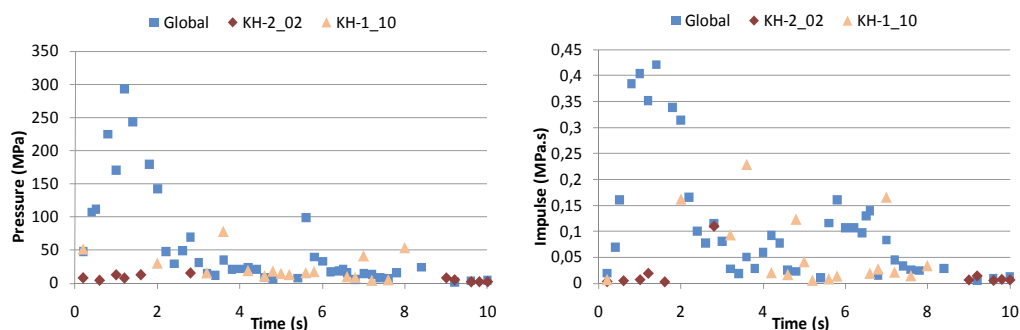 Global KH-2_02 KH-1_10
350
300
250
200
150
100
50
0
Pressure (MPa)
0 2 4 6 8 10
Time (s)
Global KH-2_02 KH-1_10
0,45
0,4
0,35
0,3
0,25
0,2
0,15
0,1
0,05
0
Impulse (MPa.s)
0 2 4 6 8 10
Time (s)